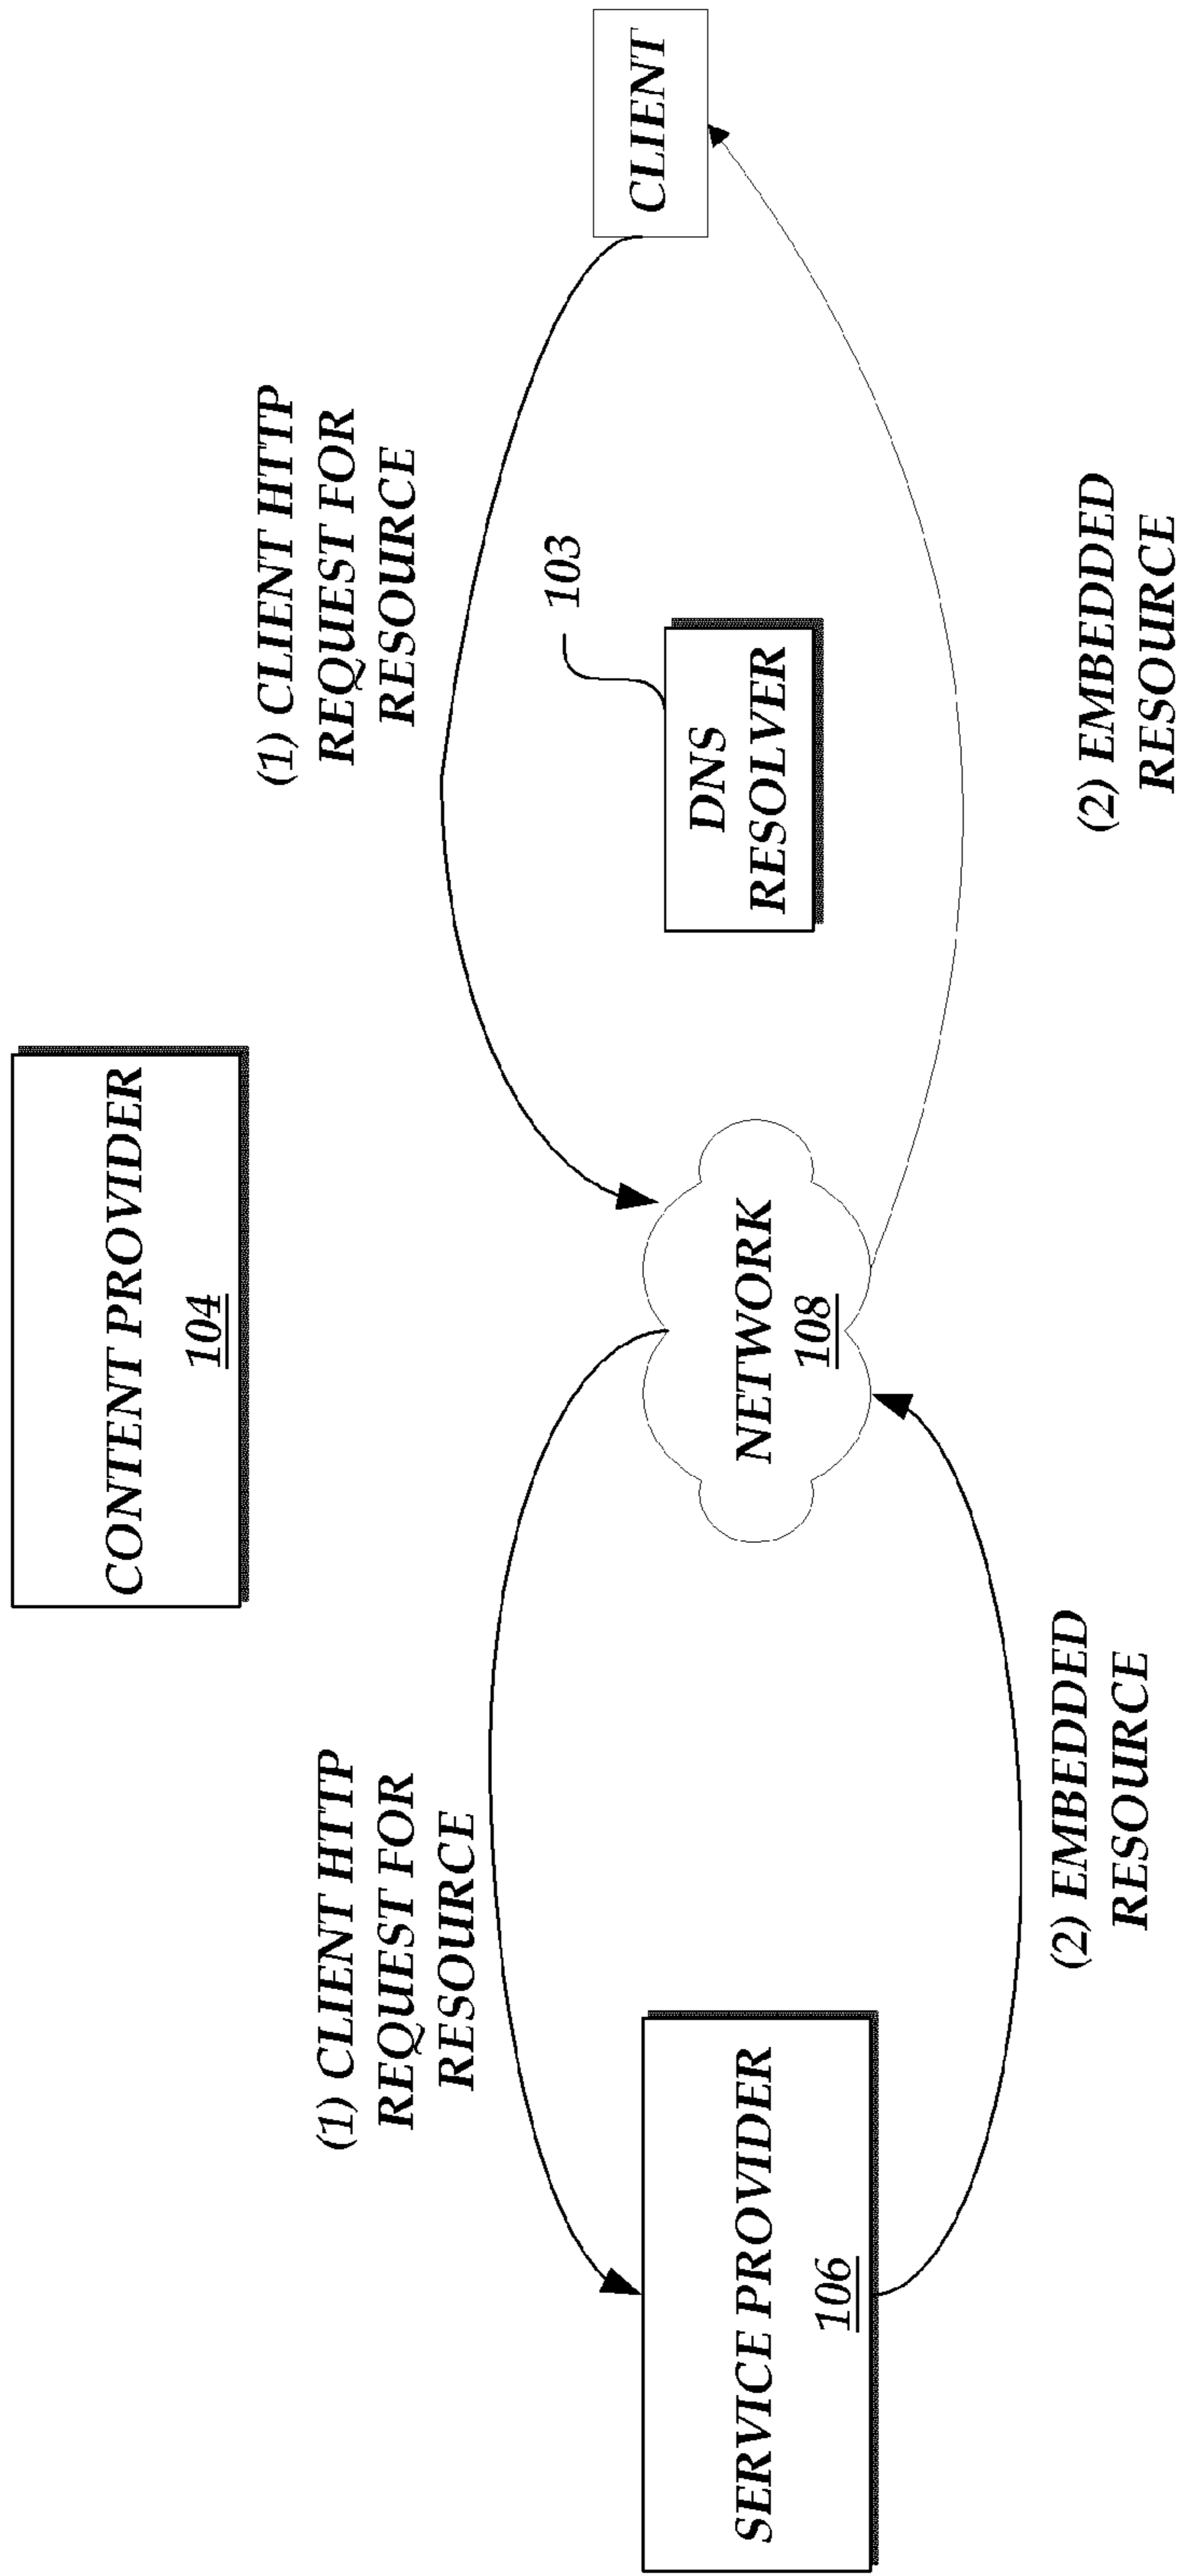 CONTENT PROVIDER
104
(1) CLIENT HTTP
REQUEST FOR
RESOURCE
(1) CLIENT HTTP
REQUEST FOR
RESOURCE
SERVICE PROVIDER
106
NETWORK
108
103
DNS
RESOLVER
CLIENT
(2) EMBEDDED
RESOURCE
(2) EMBEDDED
RESOURCE